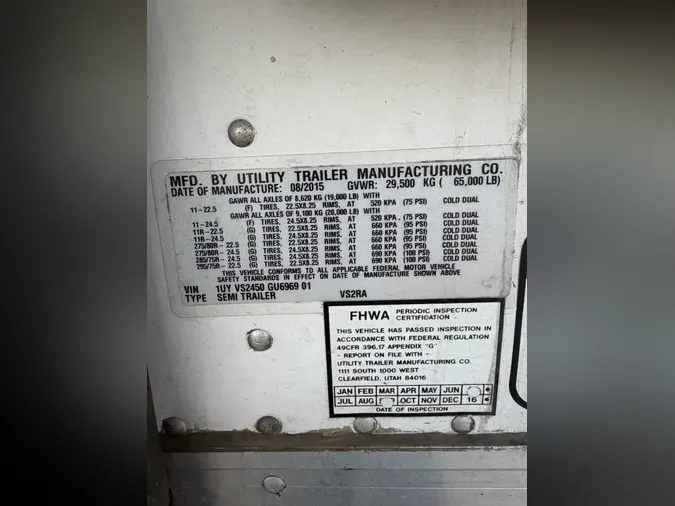 MFD. BY UTILITY TRAILER MANUFACTURING CO.
DATE OF MANUFACTURE: 08/2015 GVWR: 29,500 KG ( 65,000 LB)
GAWR ALL AXLES OF 8,620 KG (19,000 LB) WITH
11-22.5 (F) TIRES, 22.5X8.25 RIMS, AT 520 KPA (75 PSI) COLD DUAL
GAWR ALL AXLES OF 9,100 KG (20,000 LB) WITH
11-24.5 (F) TIRES, 24.5X8.25 RIMS, AT 520 KPA (75 PSI) COLD DUAL
11R-22.5 (G) TIRES, 22.5X8.25 RIMS, AT 660 KPA (95 PSI) COLD DUAL
11R-24.5 (G) TIRES, 24.5X8.25 RIMS, AT 660 KPA (95 PSI) COLD DUAL
275/80R-22.5 (G) TIRES, 22.5X8.25 RIMS, AT 660 KPA (95 PSI) COLD DUAL
275/80R-24.5 (G) TIRES, 24.5X8.25 RIMS, AT 660 KPA (95 PSI) COLD DUAL
285/75R-24.5 (G) TIRES, 24.5X8.25 RIMS, AT 690 KPA (100 PSI) COLD DUAL
295/75R-22.5 (G) TIRES, 22.5X8.25 RIMS, AT 690 KPA (100 PSI) COLD DUAL
THIS VEHICLE CONFORMS TO ALL APPLICABLE FEDERAL MOTOR VEHICLE
SAFETY STANDARDS IN EFFECT ON DATE OF MANUFACTURE SHOWN ABOVE
VIN 1UY VS2450 GU6969 01
TYPE SEMI TRAILER VS2RA
FHWA PERIODIC INSPECTION
CERTIFICATION
THIS VEHICLE HAS PASSED INSPECTION IN
ACCORDANCE WITH FEDERAL REGULATION
49CFR 396.17 APPENDIX "G"
- REPORT ON FILE WITH -
UTILITY TRAILER MANUFACTURING CO.
1111 SOUTH 1000 WEST
CLEARFIELD, UTAH 84016
JAN FEB MAR APR MAY JUN
JUL AUG OCT NOV DEC 16
DATE OF INSPECTION